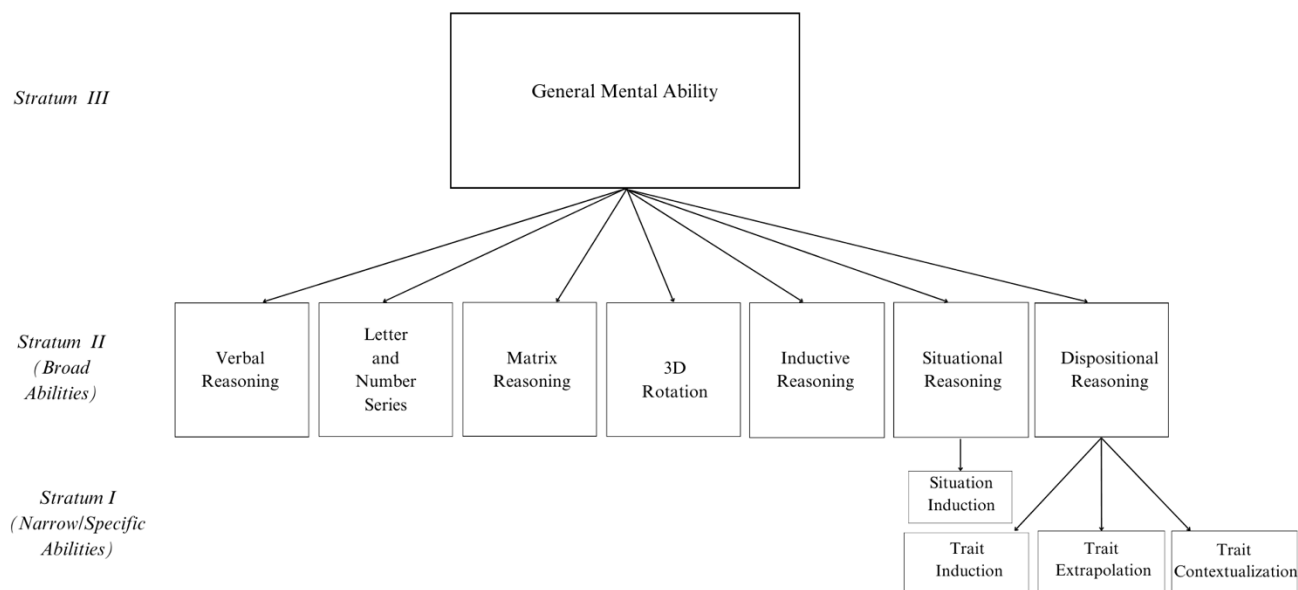 Stratum III
General Mental Ability
Stratum II
(Broad
Abilities)
Verbal
Reasoning
Letter
and
Number
Series
Matrix
Reasoning
3D
Rotation
Inductive
Reasoning
Situational
Reasoning
Dispositional
Reasoning
Stratum I
(Narrow/Specific
Abilities)
Situation
Induction
Trait
Induction
Trait
Extrapolation
Trait
Contextualization